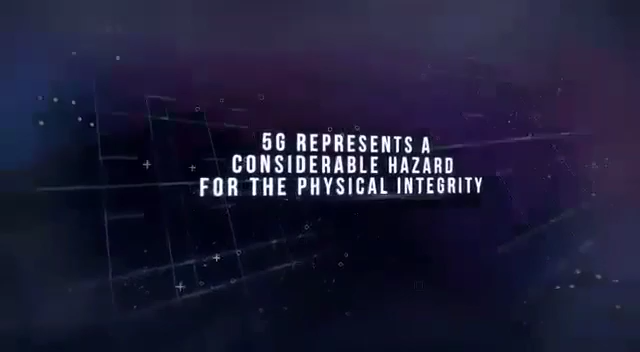 5G REPRESENTS A
CONSIDERABLE HAZARD
FOR THE PHYSICAL INTEGRITY